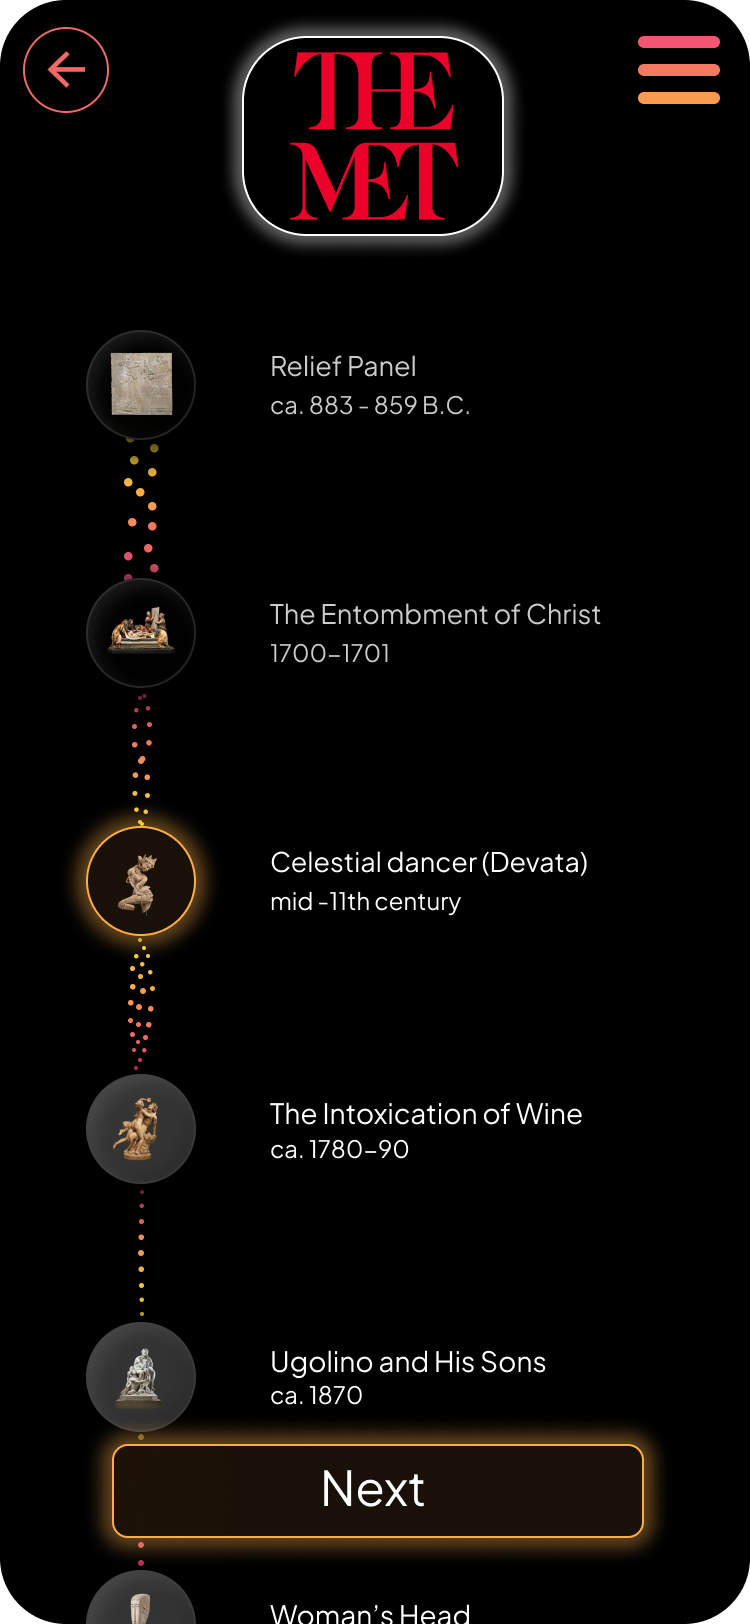 THE
MET
Relief Panel
ca. 883 - 859 B.C.
The Entombment of Christ
1700–1701
Celestial dancer (Devata)
mid -11th century
The Intoxication of Wine
ca. 1780–90
Ugolino and His Sons
ca. 1870
Next
Woman’s Head